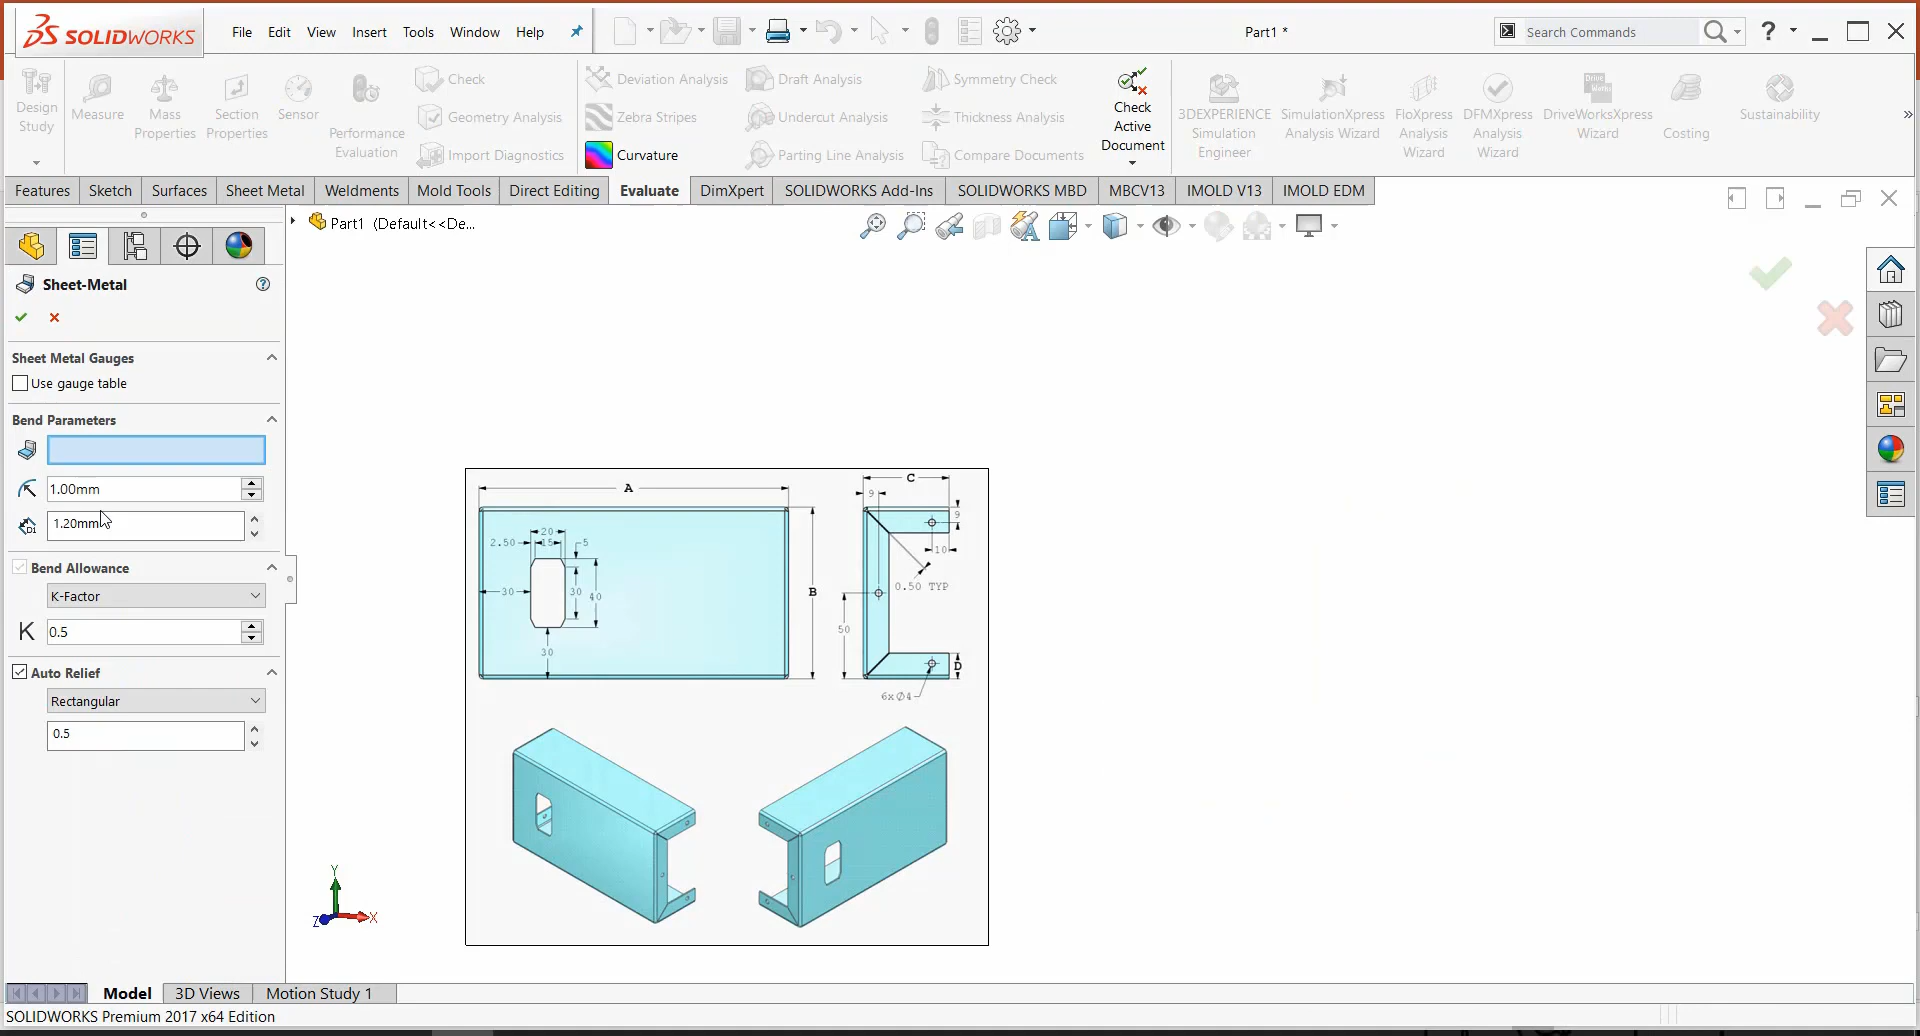 SOLIDWORKS
File Edit View Insert Tools Window Help
Part1 *
Search Commands
?
Design Study
Measure
Mass Properties
Section Properties
Sensor
Performance Evaluation
Check
Geometry Analysis
Import Diagnostics
Deviation Analysis
Zebra Stripes
Curvature
Draft Analysis
Undercut Analysis
Parting Line Analysis
Symmetry Check
Thickness Analysis
Compare Documents
Check Active Document
3DEXPERIENCE Simulation Engineer
SimulationXpress Analysis Wizard
FloXpress Analysis Wizard
DFMXpress Analysis Wizard
DriveWorksXpress Wizard
Costing
Sustainability
»
Features Sketch Surfaces Sheet Metal Weldments Mold Tools Direct Editing Evaluate DimXpert SOLIDWORKS Add-Ins SOLIDWORKS MBD MBCV13 IMOLD V13 IMOLD EDM
Part1 (Default<<De...
Sheet-Metal
?
Sheet Metal Gauges
Use gauge table
Bend Parameters
1.00mm
D1
1.20mm
Bend Allowance
K-Factor
K 0.5
Auto Relief
Rectangular
0.5
A
C
9
9
20
2.50 15 5
10
0.50 TYP
30
30
40
B
50
30
D
6xØ4
Y
Z
X
Model 3D Views Motion Study 1
SOLIDWORKS Premium 2017 x64 Edition